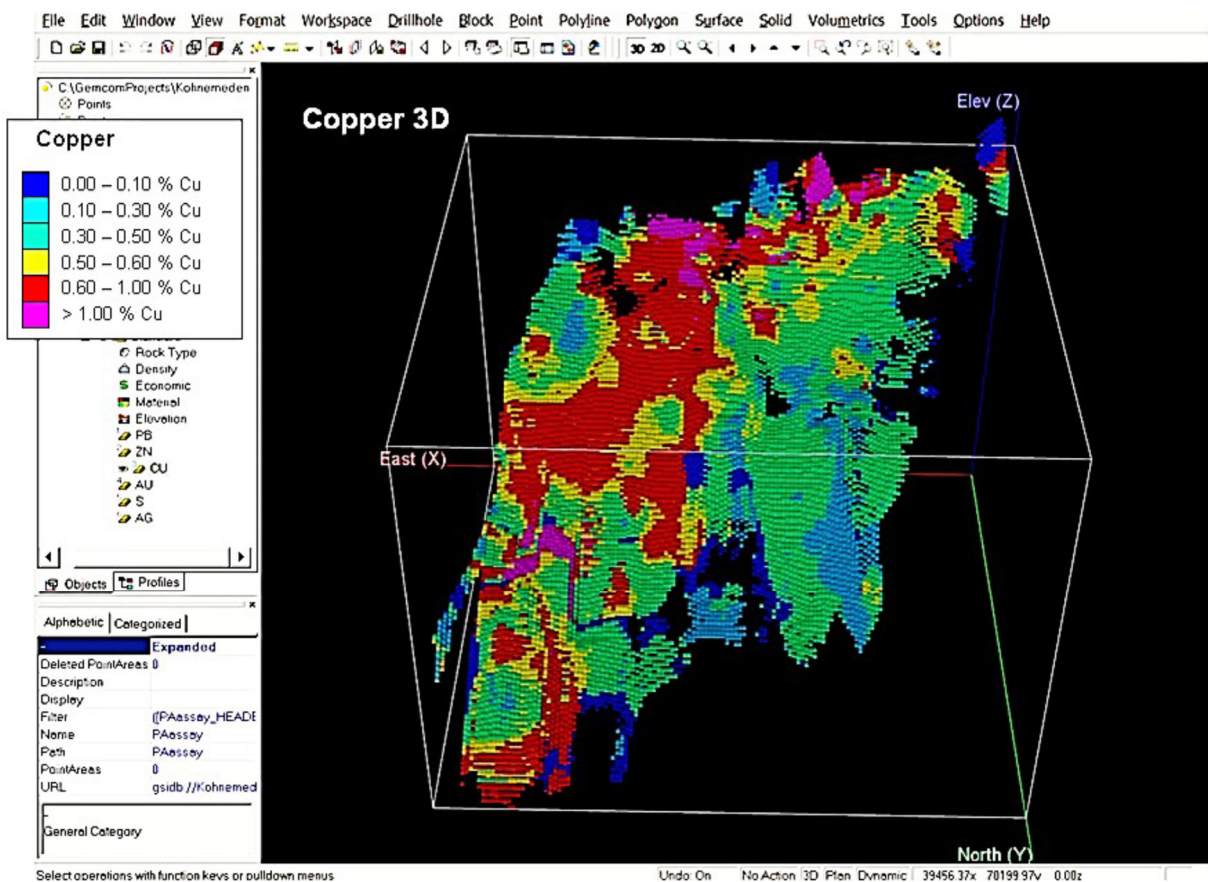 File Edit Window View Format Workspace Drillhole Block Point Polyline Polygon Surface Solid Volumetrics Tools Options Help
3D 2D
C:\GemcomProjects\Kohnemeden
Points
Copper
0.00 – 0.10 % Cu
0.10 – 0.30 % Cu
0.30 – 0.50 % Cu
0.50 – 0.60 % Cu
0.60 – 1.00 % Cu
> 1.00 % Cu
Rock Type
Density
Economic
Material
Elevation
PB
ZN
CU
AU
S
AG
Objects Profiles
Alphabetic Categorized
Expanded
Deleted PointAreas 0
Description
Display
Filter ([PAassay_HEADE
Name PAassay
Path PAassay
PointAreas 0
URL gsidb //Kohnemed
General Category
Copper 3D
Elev (Z)
East (X)
North (Y)
Select operations with function keys or pulldown menus Undo: On No Action 3D Plan Dynamic 39456.37x 70199.97y 0.00z